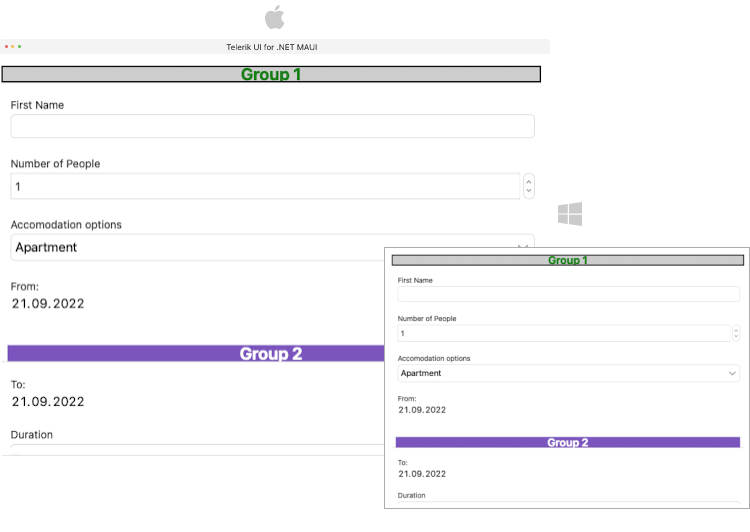 Telerik UI for .NET MAUI
Group 1
First Name
Number of People
1
Accomodation options
Apartment
From:
21.09.2022
Group 2
To:
21.09.2022
Duration
Group 1
First Name
Number of People
1
Accomodation options
Apartment
From:
21.09.2022
Group 2
To:
21.09.2022
Duration